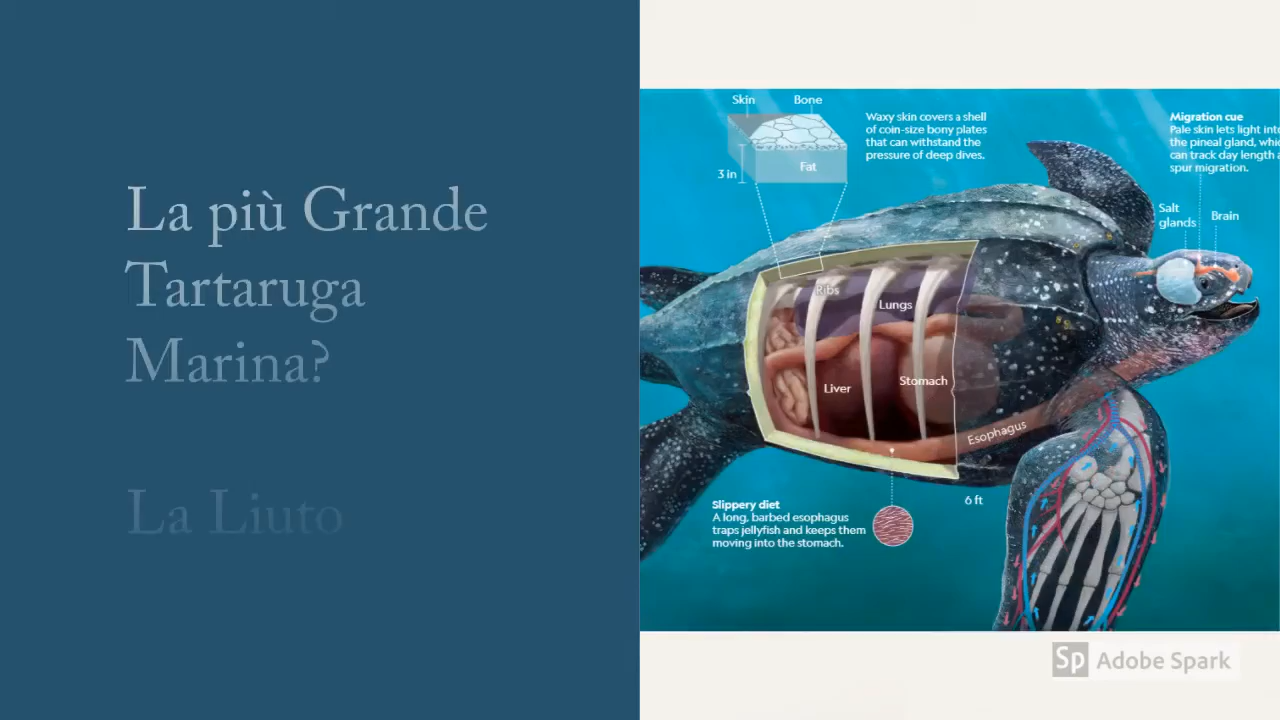 La più Grande
Tartaruga
Marina?
La Liuto
Skin
Bone
Fat
3 in
Waxy skin covers a shell
of coin-size bony plates
that can withstand the
pressure of deep dives.
Migration cue
Pale skin lets light into
the pineal gland, whic
can track day length a
spur migration.
Salt
glands
Brain
Ribs
Lungs
Liver
Stomach
Esophagus
6 ft
Slippery diet
A long, barbed esophagus
traps jellyfish and keeps them
moving into the stomach.
Sp Adobe Spark